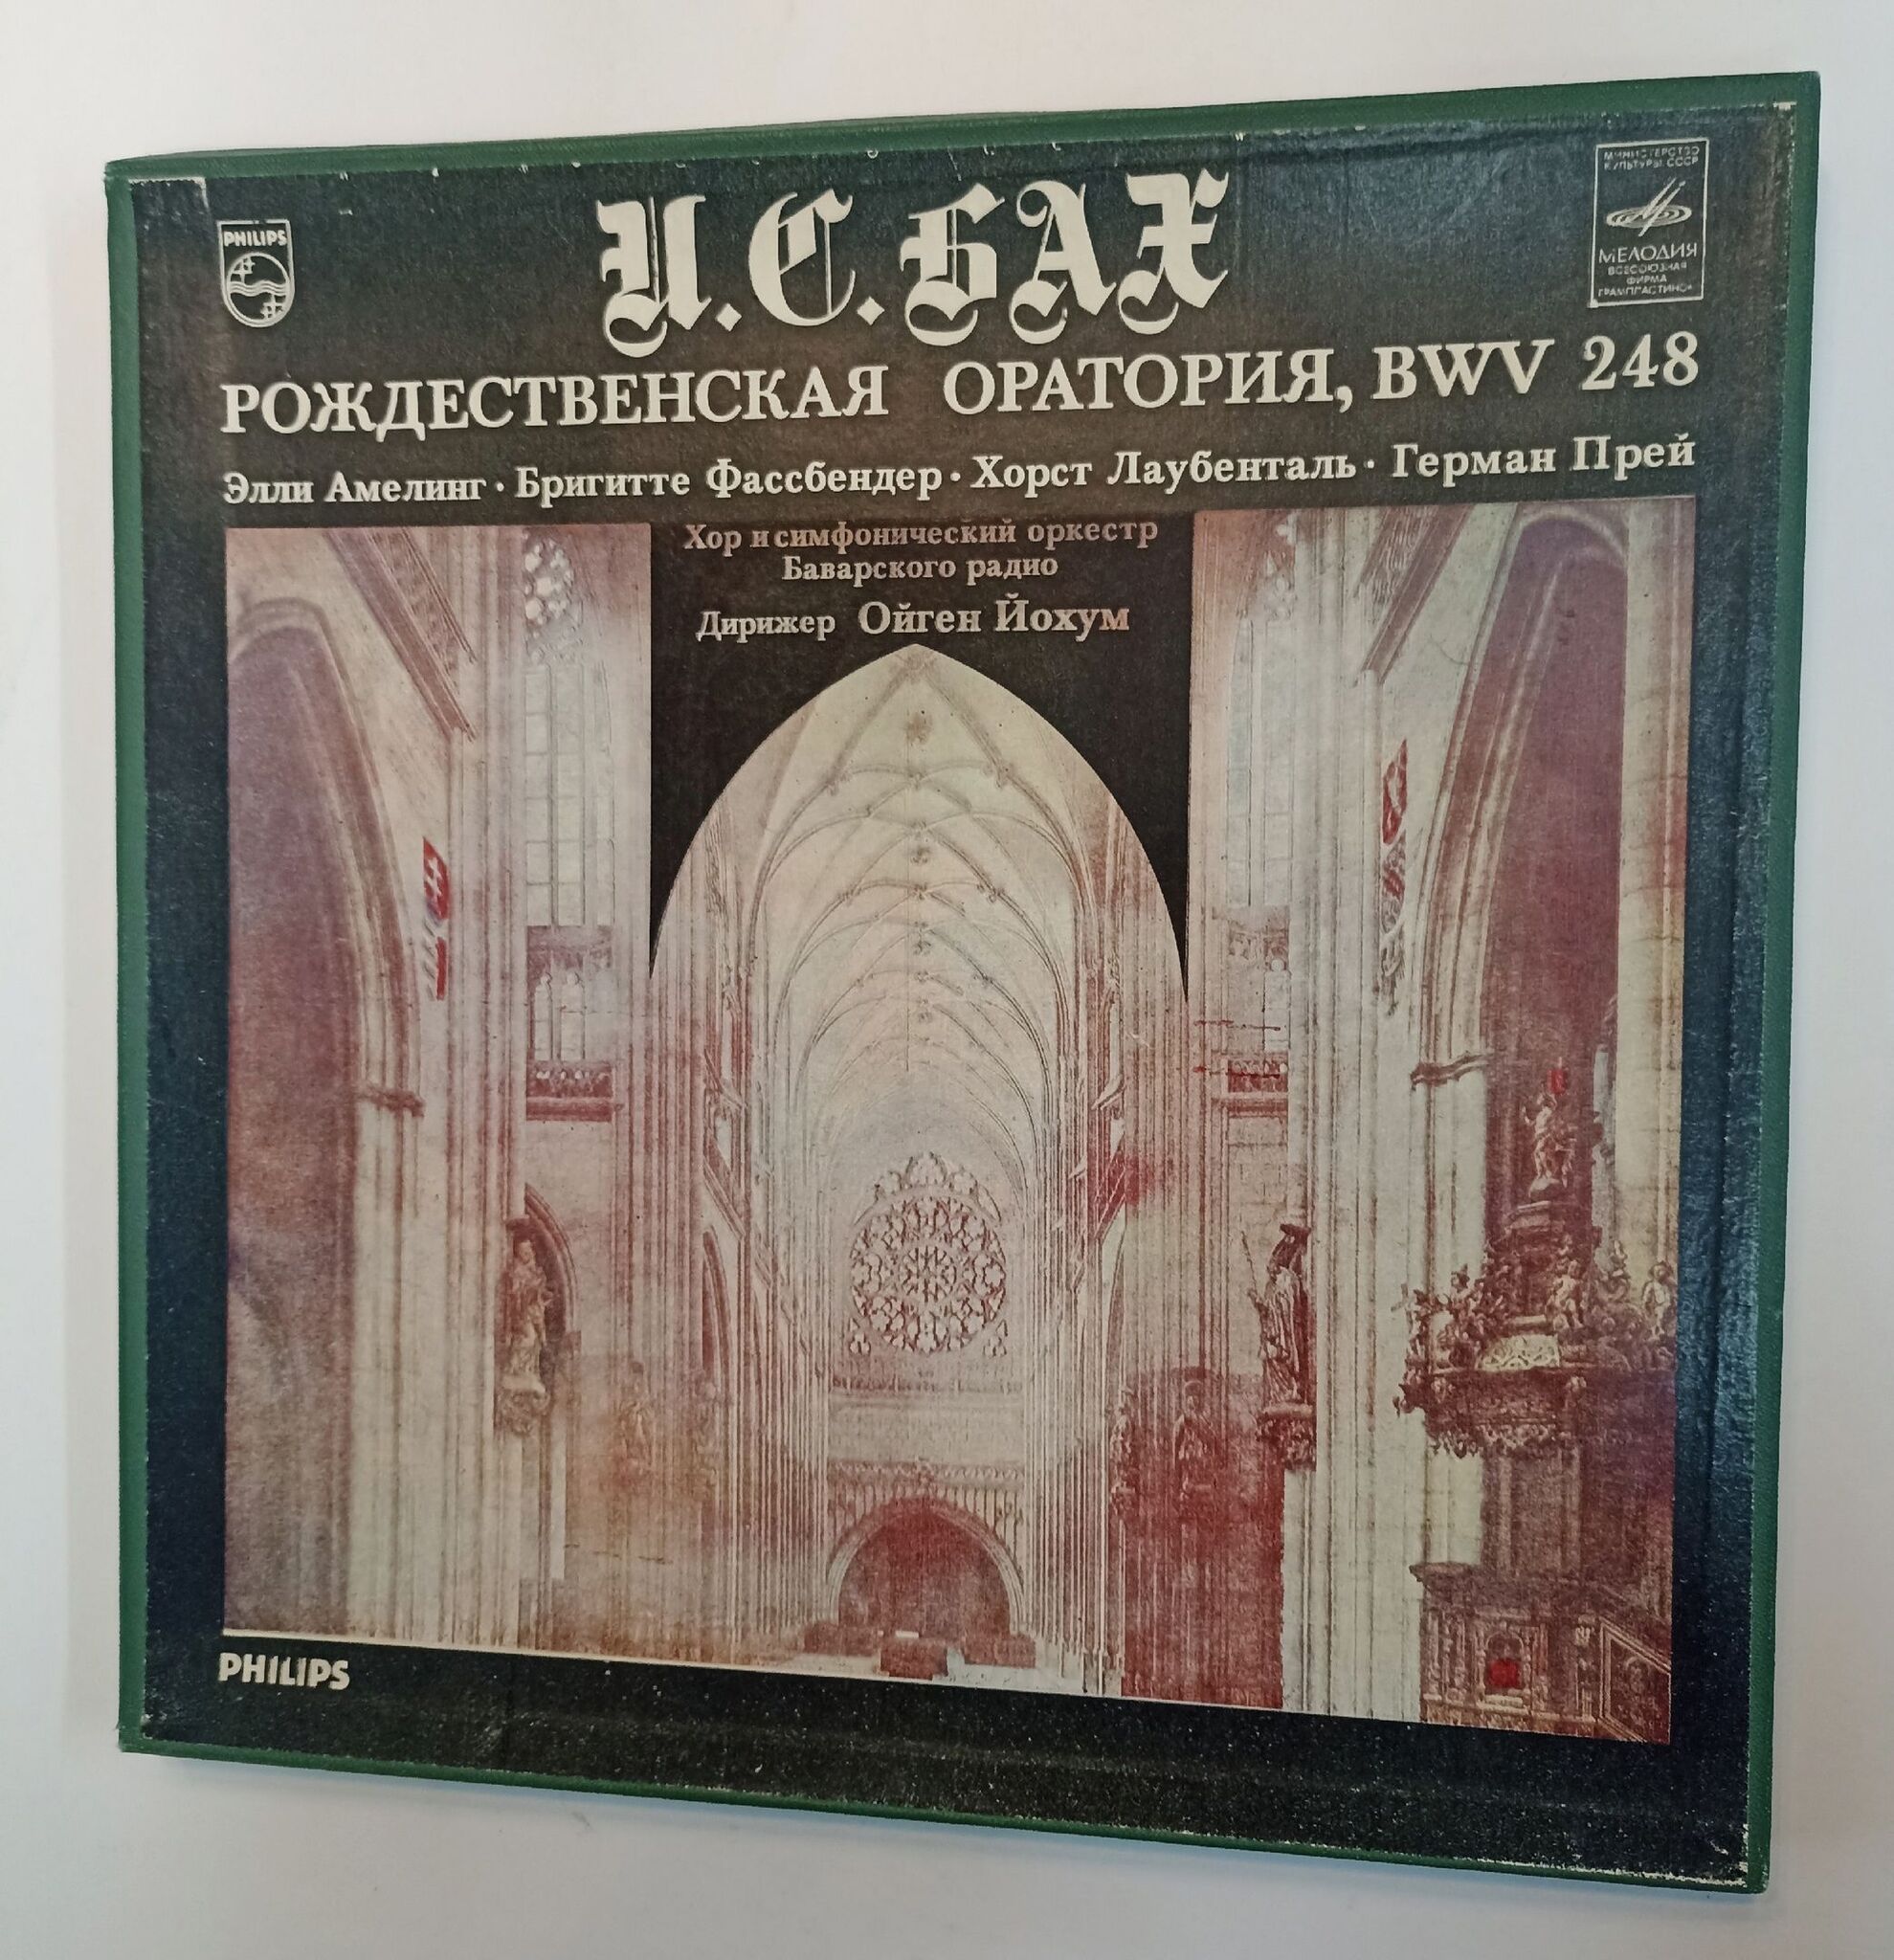 PHILIPS
И.С.БАХ
МИНИСТЕРСТВО
КУЛЬТУРЫ СССР
МЕЛОДИЯ
ВСЕСОЮЗНАЯ
ФИРМА
ГРАМПЛАСТИНОК
РОЖДЕСТВЕНСКАЯ ОРАТОРИЯ, BWV 248
Элли Амелинг · Бригитте Фассбендер · Хорст Лаубенталь · Герман Прей
Хор и симфонический оркестр
Баварского радио
Дирижер Ойген Йохум
PHILIPS